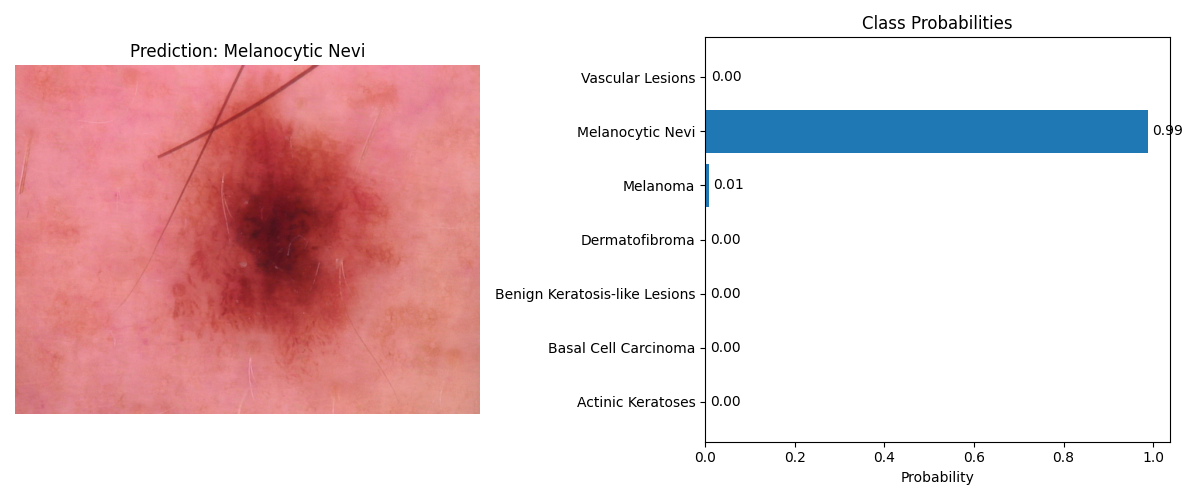 Prediction: Melanocytic Nevi
Class Probabilities
Vascular Lesions 0.00
Melanocytic Nevi 0.99
Melanoma 0.01
Dermatofibroma 0.00
Benign Keratosis-like Lesions 0.00
Basal Cell Carcinoma 0.00
Actinic Keratoses 0.00
0.0 0.2 0.4 0.6 0.8 1.0
Probability